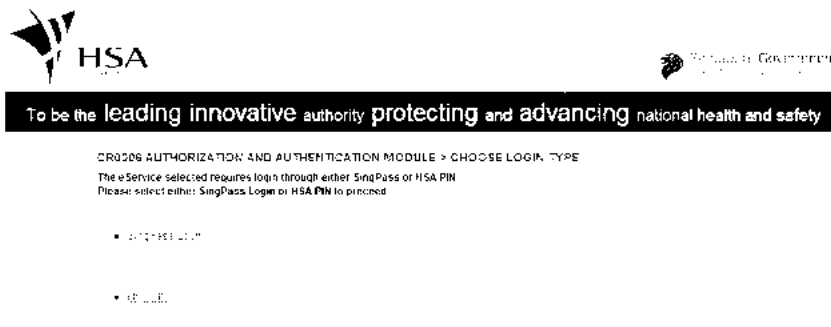 HSA
To be the leading innovative authority protecting and advancing national health and safety
CR0206 AUTHORIZATION AND AUTHENTICATION MODULE > CHOOSE LOGIN TYPE
The eService selected requires login through either SingPass or HSA PIN
Please select either SingPass Login or HSA PIN to proceed